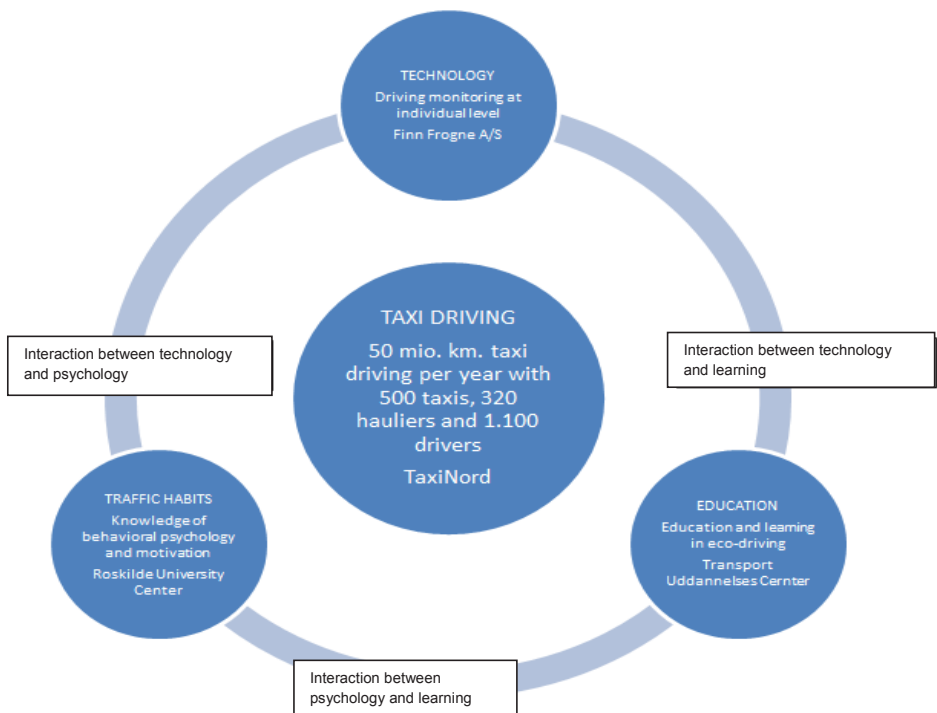 TECHNOLOGY
Driving monitoring at
individual level
Finn Frogne A/S
TAXI DRIVING
50 mio. km. taxi
driving per year with
500 taxis, 320
hauliers and 1.100
drivers
TaxiNord
Interaction between technology
and psychology
Interaction between technology
and learning
TRAFFIC HABITS
Knowledge of
behavioral psychology
and motivation
Roskilde University
Center
EDUCATION
Education and learning
in eco-driving
Transport
Uddannelses Cernter
Interaction between
psychology and learning